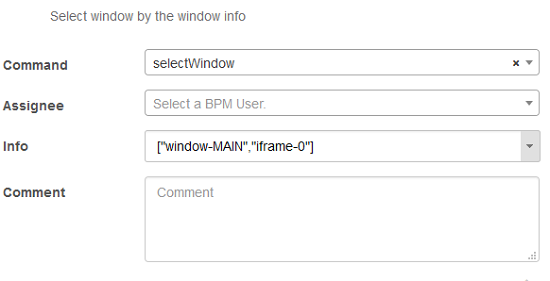 Select window by the window info
Command selectWindow ×
Assignee Select a BPM User.
Info ["window-MAIN","iframe-0"]
Comment Comment